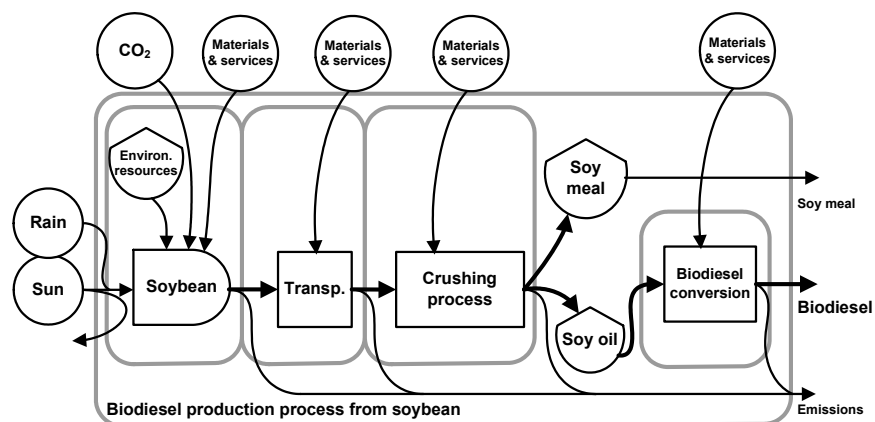 CO₂
Materials
& services
Materials
& services
Materials
& services
Materials
& services
Environ.
resources
Rain
Sun
Soybean
Transp.
Crushing
process
Soy
meal
Soy meal
Soy oil
Biodiesel
conversion
Biodiesel
Biodiesel production process from soybean
Emissions